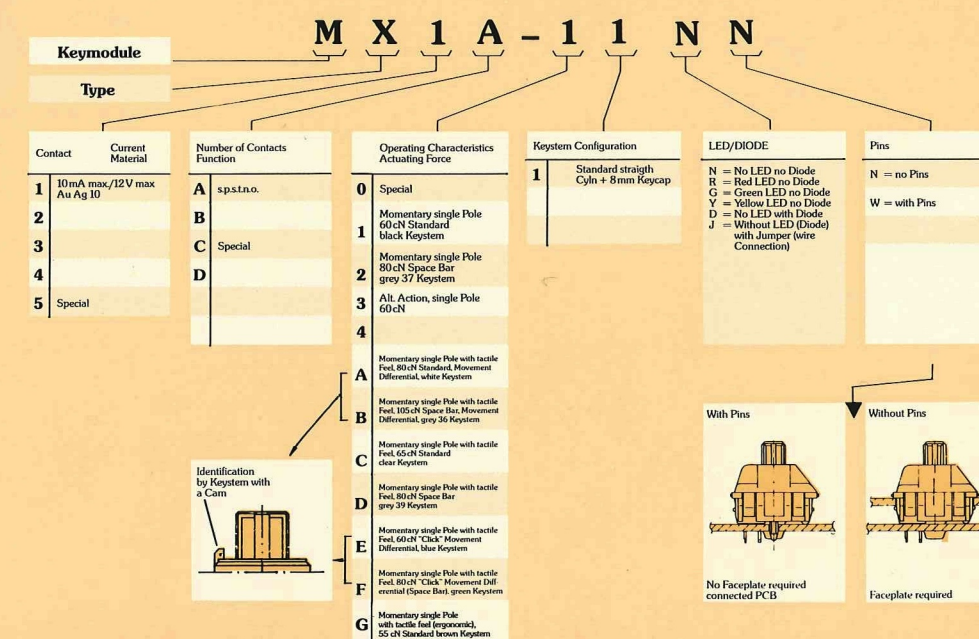 M X 1 A - 1 1 N N
Keymodule
Type
Contact
Current
Material
1 10 mA max./12 V max
Au Ag 10
2
3
4
5 Special
Number of Contacts
Function
A s.p.s.t.n.o.
B
C Special
D
Operating Characteristics
Actuating Force
0 Special
1 Momentary single Pole
60 cN Standard
black Keystem
2 Momentary single Pole
80 cN Space Bar
grey 37 Keystem
3 Alt. Action, single Pole
60 cN
4
A Momentary single Pole with tactile
Feel, 80 cN Standard, Movement
Differential, white Keystem
B Momentary single Pole with tactile
Feel, 105 cN Space Bar, Movement
Differential, grey 36 Keystem
C Momentary single Pole with tactile
Feel, 65 cN Standard
clear Keystem
D Momentary single Pole with tactile
Feel, 80 cN Space Bar
grey 39 Keystem
E Momentary single Pole with tactile
Feel, 60 cN "Click" Movement
Differential, blue Keystem
F Momentary single Pole with tactile
Feel, 80 cN "Click" Movement Diff-
erential (Space Bar), green Keystem
G Momentary single Pole
with tactile feel (ergonomic),
55 cN Standard brown Keystem
Identification
by Keystem with
a Cam
Keystem Configuration
1 Standard straigth
Cyln + 8 mm Keycap
LED/DIODE
N = No LED no Diode
R = Red LED no Diode
G = Green LED no Diode
Y = Yellow LED no Diode
D = No LED with Diode
J = Without LED (Diode)
with Jumper (wire
Connection)
Pins
N = no Pins
W = with Pins
With Pins
No Faceplate required
connected PCB
Without Pins
Faceplate required